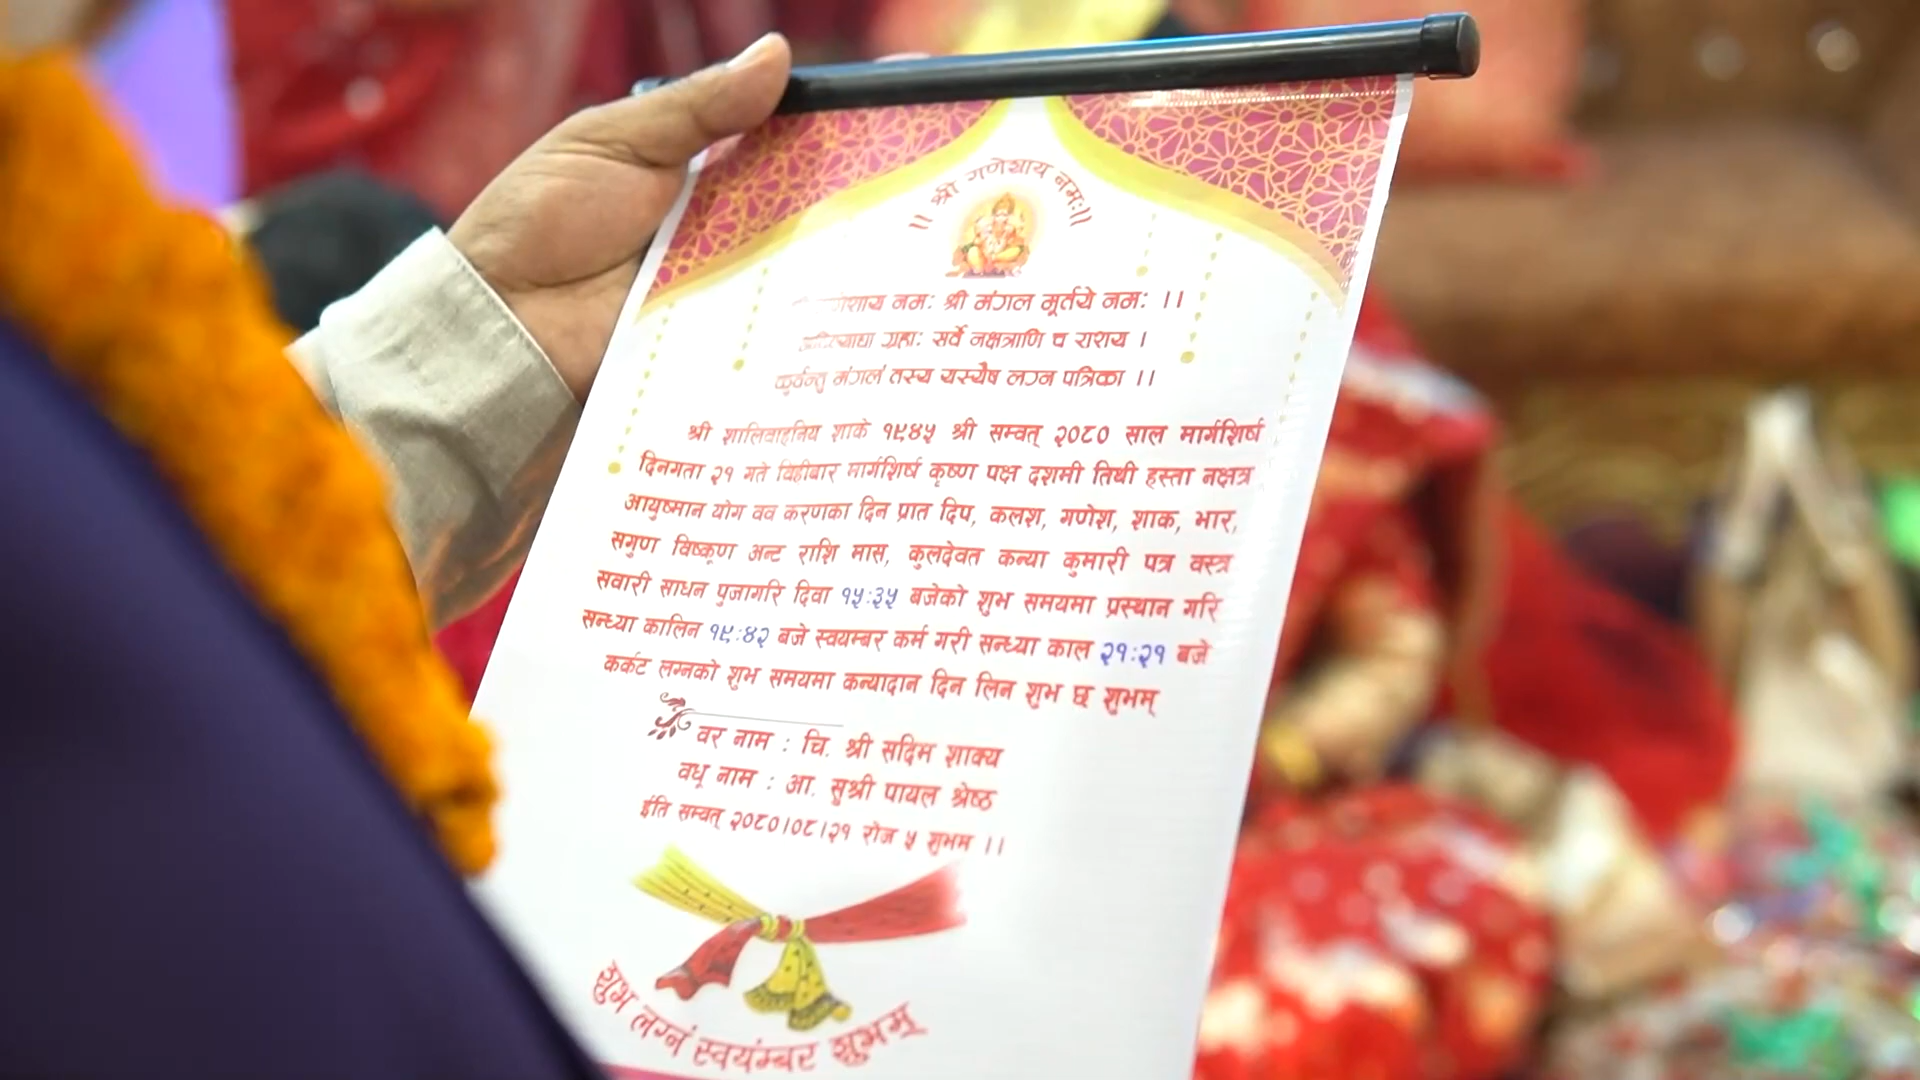 ॥ श्री गणेशाय नमः॥
नमः श्री मंगल मूर्तये नमः ।।
ग्रहाः सर्वे नक्षत्राणि च राशय ।
कुर्वन्तु मंगलं तस्य यस्यैष लग्न पत्रिका ।।
श्री शालिवाहनिय शाके १९४५ श्री सम्वत् २०८० साल मार्गशिर्ष
दिनगता २१ गते विहीवार मार्गशिर्ष कृष्ण पक्ष दशमी तिथी हस्ता नक्षत्र
आयुष्मान योग वव करणका दिन प्रात दिप, कलश, गणेश, शाक, भार,
सगुण विष्कूण अन्ट राशि मास, कुलदेवत कन्या कुमारी पत्र वस्त्र
सवारी साधन पुजागरि दिवा १५:३५ बजेको शुभ समयमा प्रस्थान गरि
सन्ध्या कालिन १९:४२ बजे स्वयम्बर कर्म गरी सन्ध्या काल २१:२१ बजे
कर्कट लग्नको शुभ समयमा कन्यादान दिन लिन शुभ छ शुभम्
वर नाम : चि. श्री सदिम शाक्य
वधू नाम : आ. सुश्री पायल श्रेष्ठ
ईति सम्वत् २०८०।०८।२१ रोज ५ शुभम ।।
शुभ लग्नं स्वयंम्बर शुभम्